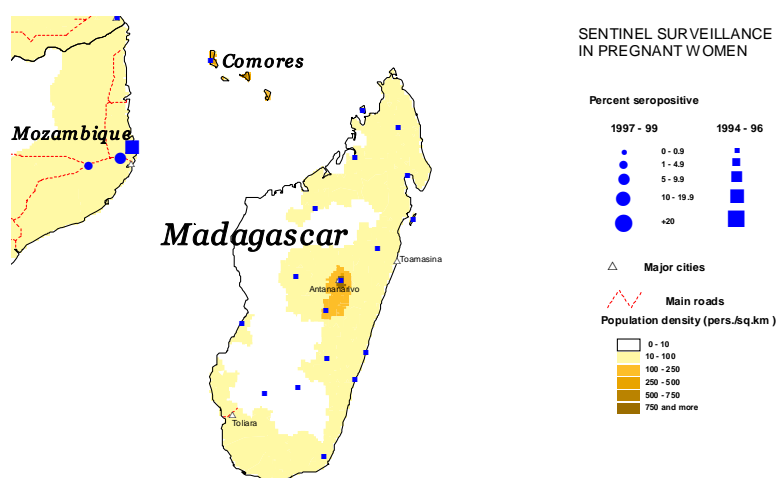 SENTINEL SURVEILLANCE
IN PREGNANT WOMEN
Comores
Percent seropositive
1997 - 99
1994 - 96
Mozambique
0 - 0.9
1 - 4.9
5 - 9.9
10 - 19.9
+20
Madagascar
Toamasina
Major cities
Antananarivo
Main roads
Population density (pers./sq.km )
0 - 10
10 - 100
100 - 250
250 - 500
500 - 750
750 and more
Toliara